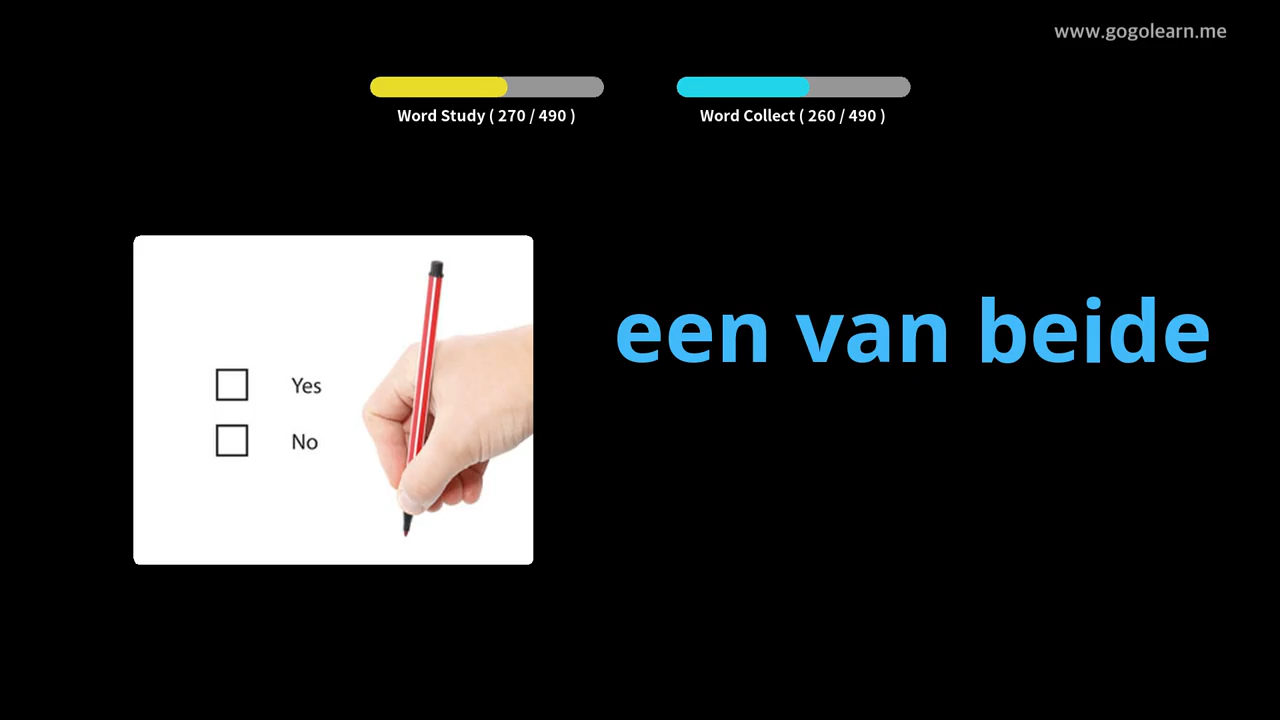 www.gogolearn.me
Word Study ( 270 / 490 )
Word Collect ( 260 / 490 )
een van beide
Yes
No